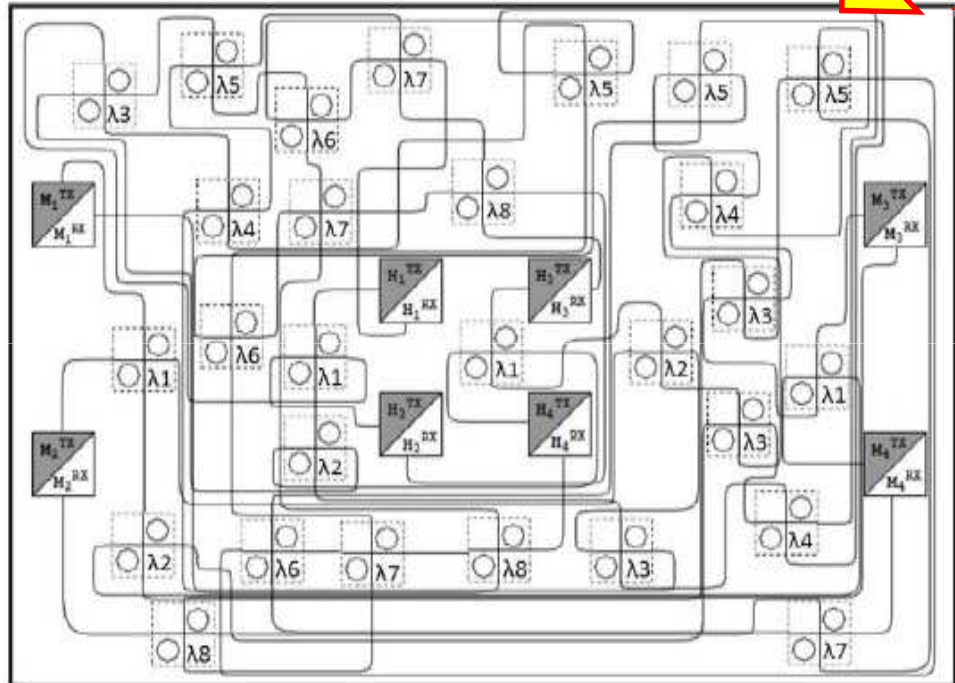 λ5
λ7
λ5
λ5
λ5
λ3
λ6
M₁ᵀˣ
M₁ᴿˣ
λ4
λ7
λ8
λ4
M₃ᵀˣ
M₃ᴿˣ
H₁ᵀˣ
H₁ᴿˣ
H₃ᵀˣ
H₃ᴿˣ
λ3
λ1
λ6
λ1
λ1
λ2
λ1
H₂ᵀˣ
H₂ᴿˣ
H₄ᵀˣ
H₄ᴿˣ
λ3
λ2
M₂ᵀˣ
M₂ᴿˣ
M₄ᵀˣ
M₄ᴿˣ
λ4
λ2
λ6
λ7
λ8
λ3
λ8
λ7